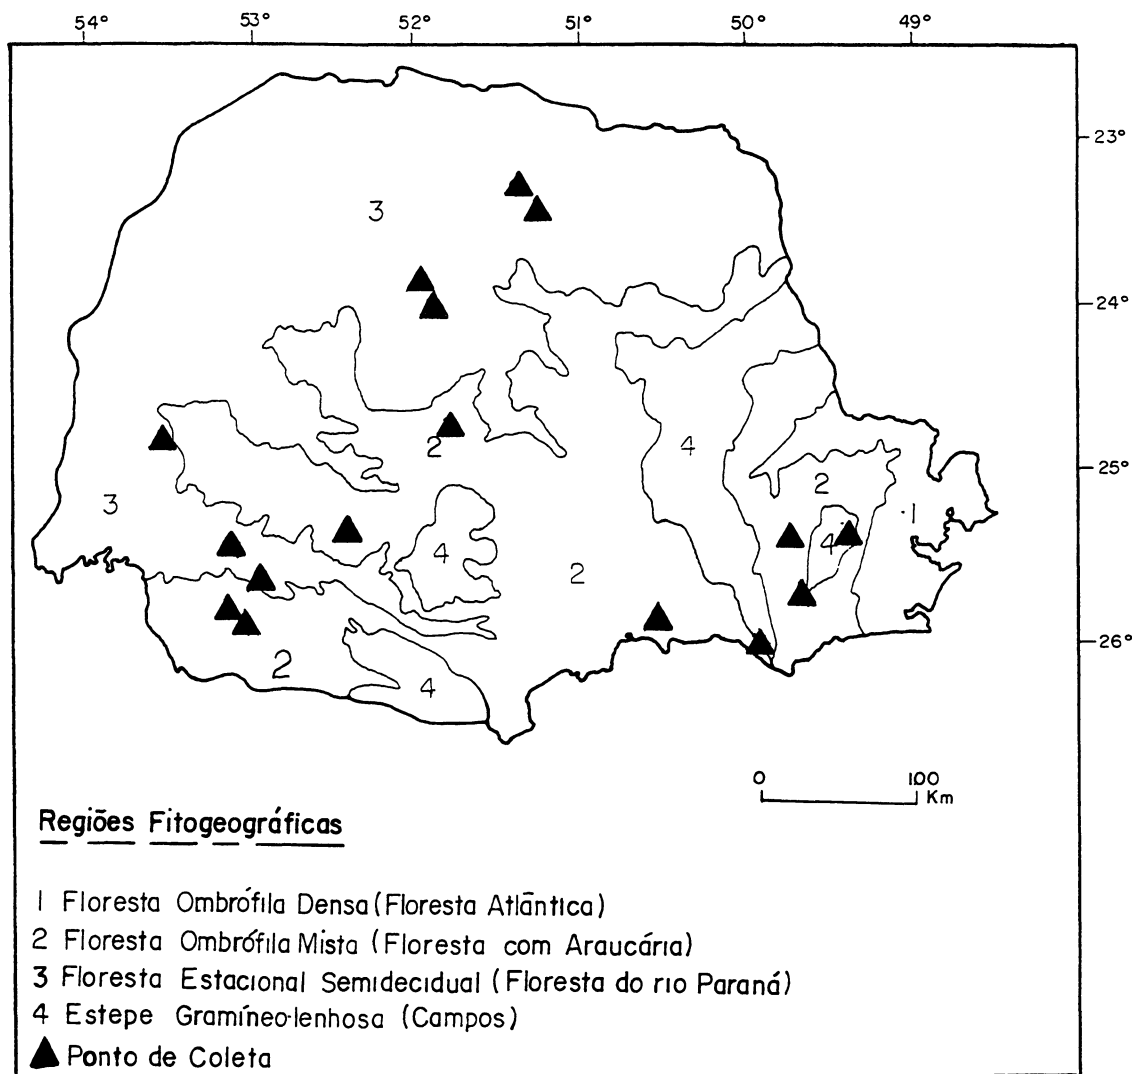 54° 53° 52° 51° 50° 49°
23°
3
24°
4
2
25°
2
3
1
4
4
2
26°
2
4
0 100
Km
Regiões Fitogeográficas
1 Floresta Ombrófila Densa (Floresta Atlântica)
2 Floresta Ombrófila Mista (Floresta com Araucária)
3 Floresta Estacional Semidecidual (Floresta do rio Paraná)
4 Estepe Gramíneo-lenhosa (Campos)
Ponto de Coleta